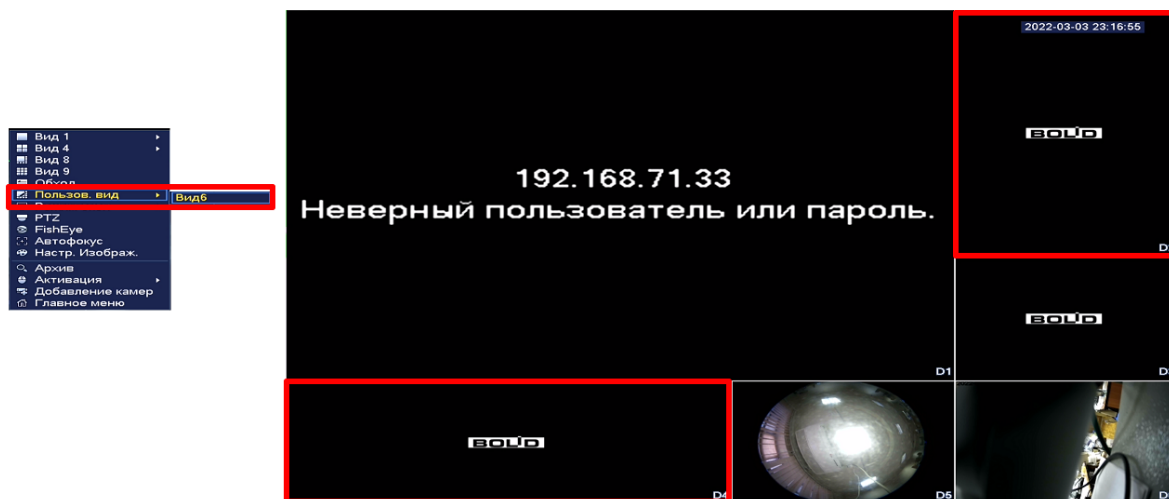 Вид 1
Вид 4
Вид 8
Вид 9
Обход
Пользов. вид
Вид6
PTZ
FishEye
Автофокус
Настр. Изображ.
Архив
Активация
Добавление камер
Главное меню
192.168.71.33
Неверный пользователь или пароль.
D1
2022-03-03 23:16:55
BOLID
BOLID
BOLID
D5